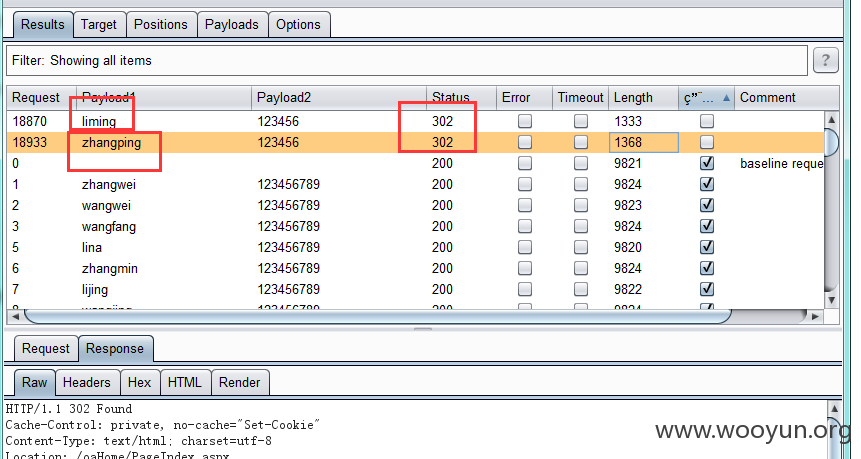 Results Target Positions Payloads Options
Filter: Showing all items ?
Request Payload1 Payload2 Status Error Timeout Length ç”¨... Comment
18870 liming 123456 302 1333
18933 zhangping 123456 302 1368
0 200 9821 baseline reque
1 zhangwei 123456789 200 9824
2 wangwei 123456789 200 9823
3 wangfang 123456789 200 9824
5 lina 123456789 200 9820
6 zhangmin 123456789 200 9824
7 lijing 123456789 200 9822
8 wangjing 123456789 200 9824
Request Response
Raw Headers Hex HTML Render
HTTP/1.1 302 Found
Cache-Control: private, no-cache="Set-Cookie"
Content-Type: text/html; charset=utf-8
Location: /oaHome/PageIndex.aspx
www.wooyun.org